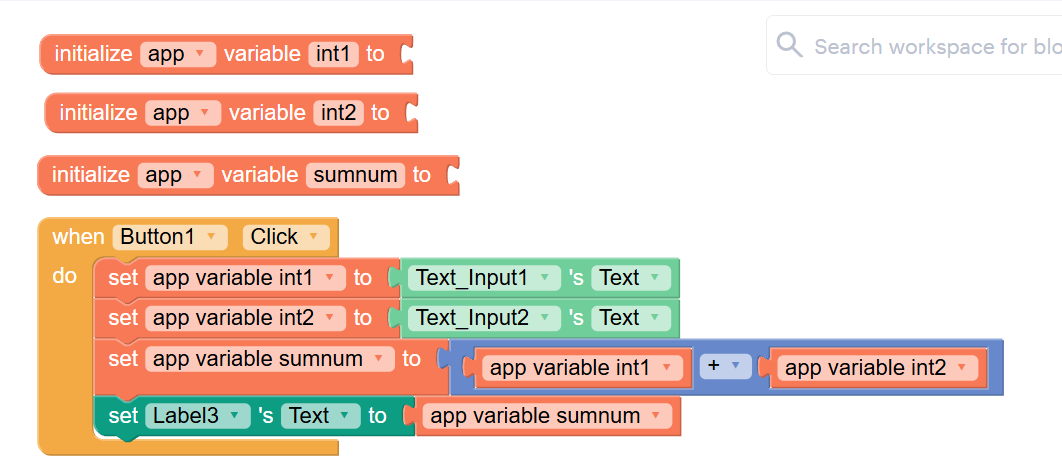 initialize app variable int1 to
Search workspace for blo
initialize app variable int2 to
initialize app variable sumnum to
when Button1 Click
do set app variable int1 to Text_Input1 's Text
set app variable int2 to Text_Input2 's Text
set app variable sumnum to app variable int1 + app variable int2
set Label3 's Text to app variable sumnum